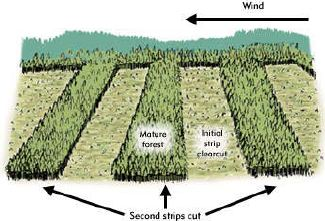 Wind
Mature
forest
Initial
strip
clearcut
Second strips cut